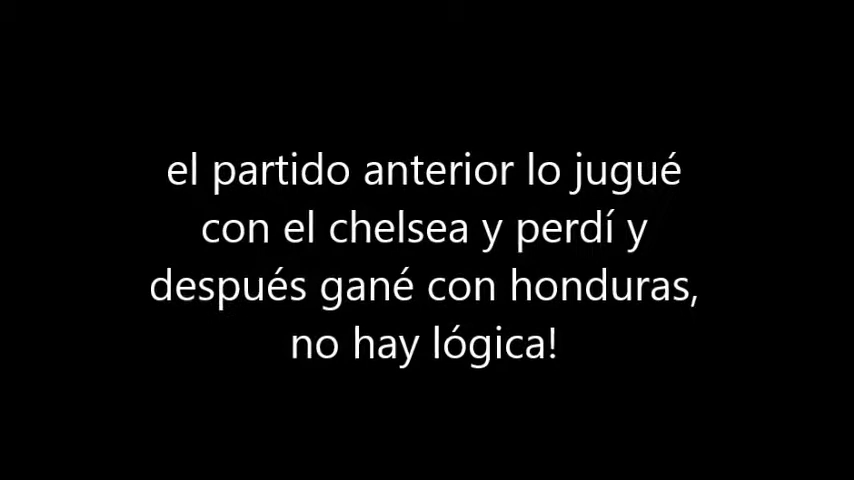 el partido anterior lo jugué
con el chelsea y perdí y
después gané con honduras,
no hay lógica!